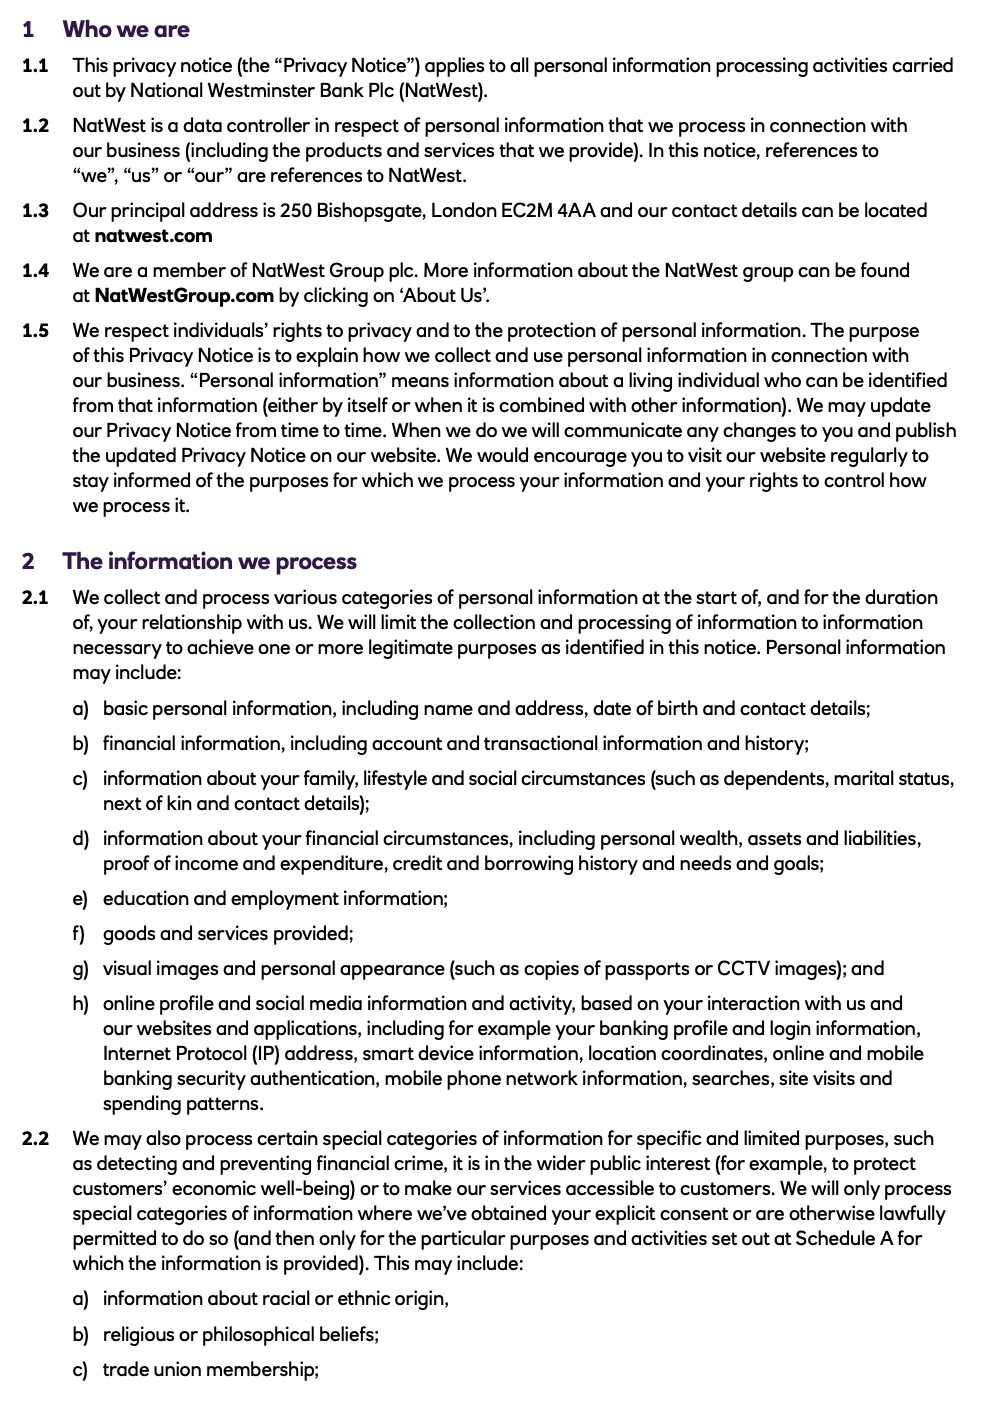 1 Who we are
1.1 This privacy notice (the “Privacy Notice”) applies to all personal information processing activities carried
out by National Westminster Bank Plc (NatWest).
1.2 NatWest is a data controller in respect of personal information that we process in connection with
our business (including the products and services that we provide). In this notice, references to
“we”, “us” or “our” are references to NatWest.
1.3 Our principal address is 250 Bishopsgate, London EC2M 4AA and our contact details can be located
at natwest.com
1.4 We are a member of NatWest Group plc. More information about the NatWest group can be found
at NatWestGroup.com by clicking on ‘About Us’.
1.5 We respect individuals’ rights to privacy and to the protection of personal information. The purpose
of this Privacy Notice is to explain how we collect and use personal information in connection with
our business. “Personal information” means information about a living individual who can be identified
from that information (either by itself or when it is combined with other information). We may update
our Privacy Notice from time to time. When we do we will communicate any changes to you and publish
the updated Privacy Notice on our website. We would encourage you to visit our website regularly to
stay informed of the purposes for which we process your information and your rights to control how
we process it.
2 The information we process
2.1 We collect and process various categories of personal information at the start of, and for the duration
of, your relationship with us. We will limit the collection and processing of information to information
necessary to achieve one or more legitimate purposes as identified in this notice. Personal information
may include:
a) basic personal information, including name and address, date of birth and contact details;
b) financial information, including account and transactional information and history;
c) information about your family, lifestyle and social circumstances (such as dependents, marital status,
next of kin and contact details);
d) information about your financial circumstances, including personal wealth, assets and liabilities,
proof of income and expenditure, credit and borrowing history and needs and goals;
e) education and employment information;
f) goods and services provided;
g) visual images and personal appearance (such as copies of passports or CCTV images); and
h) online profile and social media information and activity, based on your interaction with us and
our websites and applications, including for example your banking profile and login information,
Internet Protocol (IP) address, smart device information, location coordinates, online and mobile
banking security authentication, mobile phone network information, searches, site visits and
spending patterns.
2.2 We may also process certain special categories of information for specific and limited purposes, such
as detecting and preventing financial crime, it is in the wider public interest (for example, to protect
customers’ economic well-being) or to make our services accessible to customers. We will only process
special categories of information where we’ve obtained your explicit consent or are otherwise lawfully
permitted to do so (and then only for the particular purposes and activities set out at Schedule A for
which the information is provided). This may include:
a) information about racial or ethnic origin,
b) religious or philosophical beliefs;
c) trade union membership;